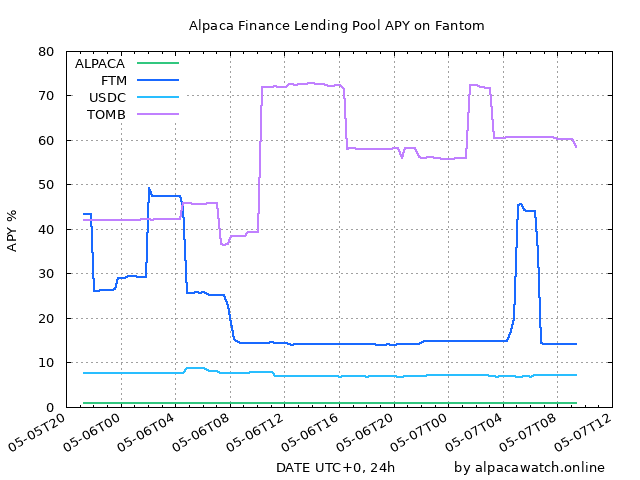 Alpaca Finance Lending Pool APY on Fantom
80
70
60
50
40
30
20
10
0
APY %
ALPACA
FTM
USDC
TOMB
05-05T20
05-06T00
05-06T04
05-06T08
05-06T12
05-06T16
05-06T20
05-07T00
05-07T04
05-07T08
05-07T12
DATE UTC+0, 24h
by alpacawatch.online